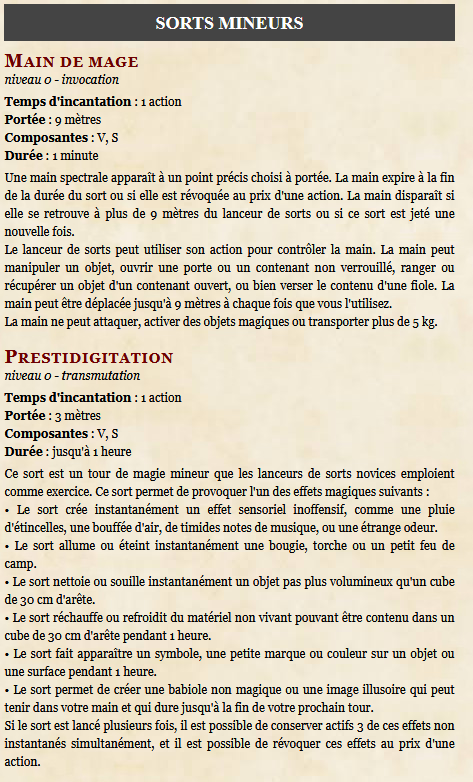 SORTS MINEURS
MAIN DE MAGE
niveau 0 - invocation
Temps d'incantation : 1 action
Portée : 9 mètres
Composantes : V, S
Durée : 1 minute
Une main spectrale apparaît à un point précis choisi à portée. La main expire à la fin
de la durée du sort ou si elle est révoquée au prix d'une action. La main disparaît si
elle se retrouve à plus de 9 mètres du lanceur de sorts ou si ce sort est jeté une
nouvelle fois.
Le lanceur de sorts peut utiliser son action pour contrôler la main. La main peut
manipuler un objet, ouvrir une porte ou un contenant non verrouillé, ranger ou
récupérer un objet d'un contenant ouvert, ou bien verser le contenu d'une fiole. La
main peut être déplacée jusqu'à 9 mètres à chaque fois que vous l'utilisez.
La main ne peut attaquer, activer des objets magiques ou transporter plus de 5 kg.
PRESTIDIGITATION
niveau 0 - transmutation
Temps d'incantation : 1 action
Portée : 3 mètres
Composantes : V, S
Durée : jusqu'à 1 heure
Ce sort est un tour de magie mineur que les lanceurs de sorts novices emploient
comme exercice. Ce sort permet de provoquer l'un des effets magiques suivants :
• Le sort crée instantanément un effet sensoriel inoffensif, comme une pluie
d'étincelles, une bouffée d'air, de timides notes de musique, ou une étrange odeur.
• Le sort allume ou éteint instantanément une bougie, torche ou un petit feu de
camp.
• Le sort nettoie ou souille instantanément un objet pas plus volumineux qu'un cube
de 30 cm d'arête.
• Le sort réchauffe ou refroidit du matériel non vivant pouvant être contenu dans un
cube de 30 cm d'arête pendant 1 heure.
• Le sort fait apparaître un symbole, une petite marque ou couleur sur un objet ou
une surface pendant 1 heure.
• Le sort permet de créer une babiole non magique ou une image illusoire qui peut
tenir dans votre main et qui dure jusqu'à la fin de votre prochain tour.
Si le sort est lancé plusieurs fois, il est possible de conserver actifs 3 de ces effets non
instantanés simultanément, et il est possible de révoquer ces effets au prix d'une
action.